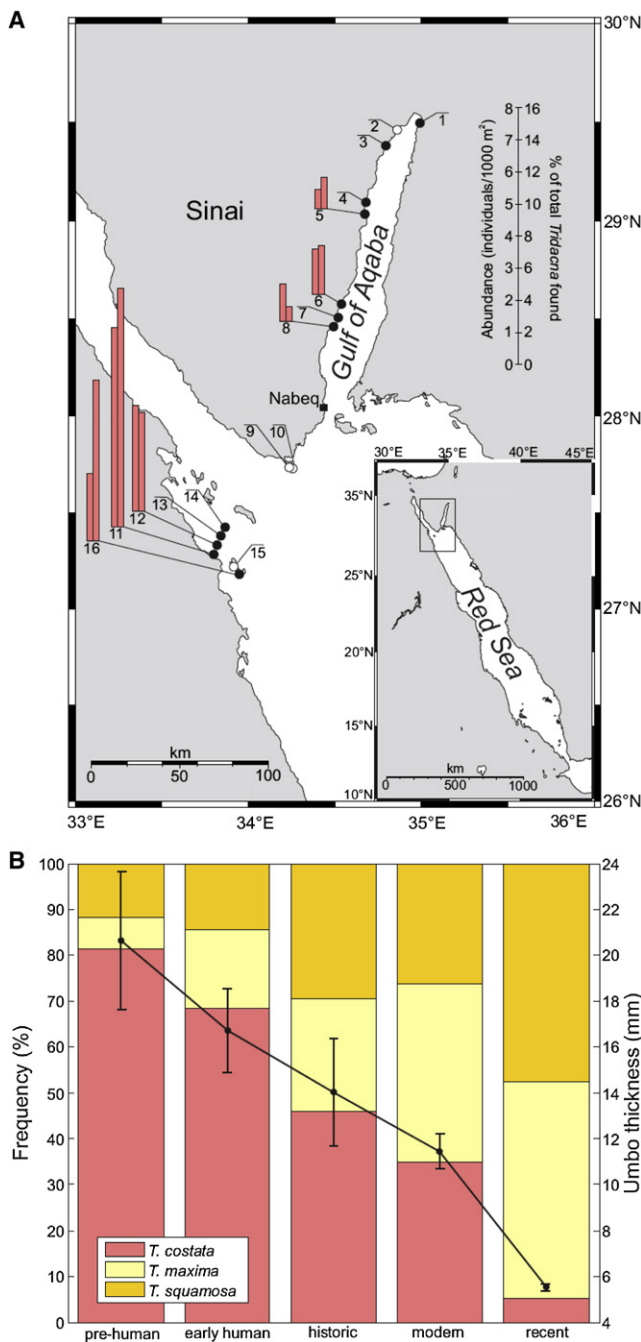 A
30°N
29°N
28°N
27°N
26°N
33°E
34°E
35°E
36°E
Sinai
Gulf of Aqaba
Nabeq
1
2
3
4
5
6
7
8
9
10
11
12
13
14
15
16
Abundance (individuals/1000 m²)
8 16
7 14
6 12
5 10
4 8
3 6
2 4
1 2
0 0
% of total Tridacna found
km
0 50 100
30°E 35°E 45°E
35°N
25°N
20°N
15°N
10°N
Red Sea
km
0 500 1000
B
Frequency (%)
100
90
80
70
60
50
40
30
20
10
0
24
22
20
18
16
14
12
10
8
6
4
Umbo thickness (mm)
T. costata
T. maxima
T. squamosa
pre-human early human historic modern recent